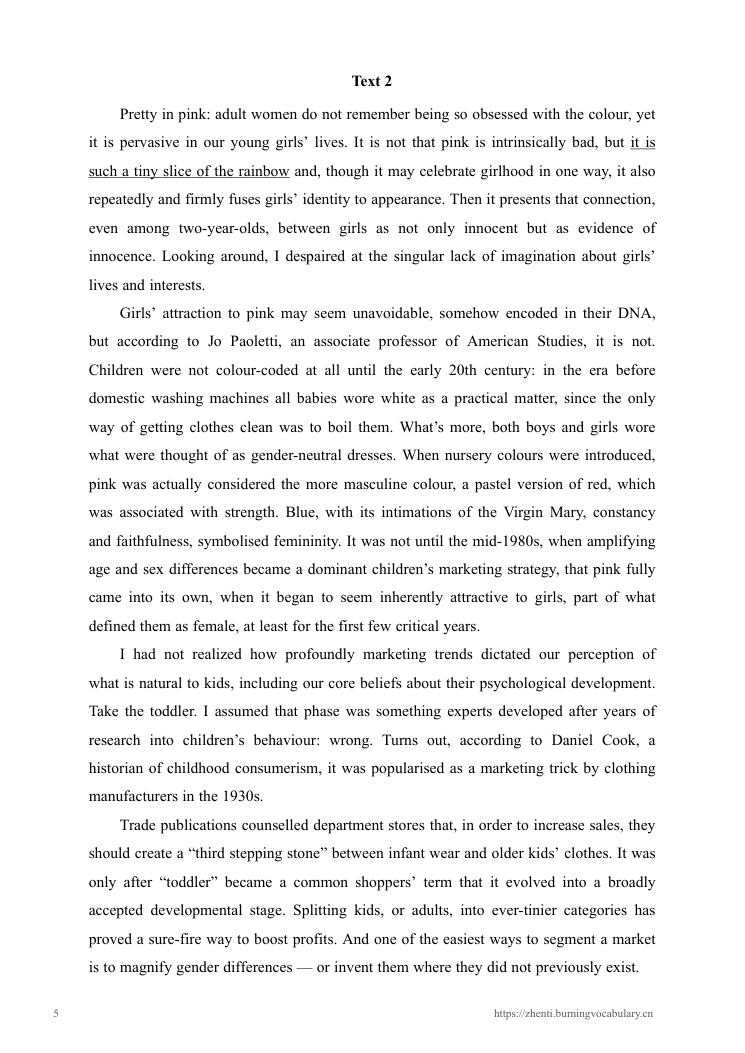 Text 2
Pretty in pink: adult women do not remember being so obsessed with the colour, yet
it is pervasive in our young girls’ lives. It is not that pink is intrinsically bad, but it is
such a tiny slice of the rainbow and, though it may celebrate girlhood in one way, it also
repeatedly and firmly fuses girls’ identity to appearance. Then it presents that connection,
even among two-year-olds, between girls as not only innocent but as evidence of
innocence. Looking around, I despaired at the singular lack of imagination about girls’
lives and interests.
Girls’ attraction to pink may seem unavoidable, somehow encoded in their DNA,
but according to Jo Paoletti, an associate professor of American Studies, it is not.
Children were not colour-coded at all until the early 20th century: in the era before
domestic washing machines all babies wore white as a practical matter, since the only
way of getting clothes clean was to boil them. What’s more, both boys and girls wore
what were thought of as gender-neutral dresses. When nursery colours were introduced,
pink was actually considered the more masculine colour, a pastel version of red, which
was associated with strength. Blue, with its intimations of the Virgin Mary, constancy
and faithfulness, symbolised femininity. It was not until the mid-1980s, when amplifying
age and sex differences became a dominant children’s marketing strategy, that pink fully
came into its own, when it began to seem inherently attractive to girls, part of what
defined them as female, at least for the first few critical years.
I had not realized how profoundly marketing trends dictated our perception of
what is natural to kids, including our core beliefs about their psychological development.
Take the toddler. I assumed that phase was something experts developed after years of
research into children’s behaviour: wrong. Turns out, according to Daniel Cook, a
historian of childhood consumerism, it was popularised as a marketing trick by clothing
manufacturers in the 1930s.
Trade publications counselled department stores that, in order to increase sales, they
should create a “third stepping stone” between infant wear and older kids’ clothes. It was
only after “toddler” became a common shoppers’ term that it evolved into a broadly
accepted developmental stage. Splitting kids, or adults, into ever-tinier categories has
proved a sure-fire way to boost profits. And one of the easiest ways to segment a market
is to magnify gender differences — or invent them where they did not previously exist.
5
https://zhenti.burningvocabulary.cn